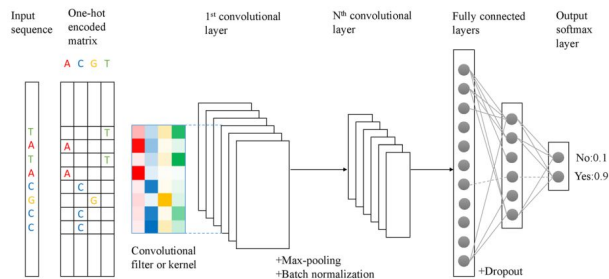 Input
sequence
One-hot
encoded
matrix
1st convolutional
layer
Nth convolutional
layer
Fully connected
layers
Output
softmax
layer
A C G T
T T
A A
T T
A A
C C
G G
C C
C C
No:0.1
Yes:0.9
Convolutional
filter or kernel
+Max-pooling
+Batch normalization
+Dropout